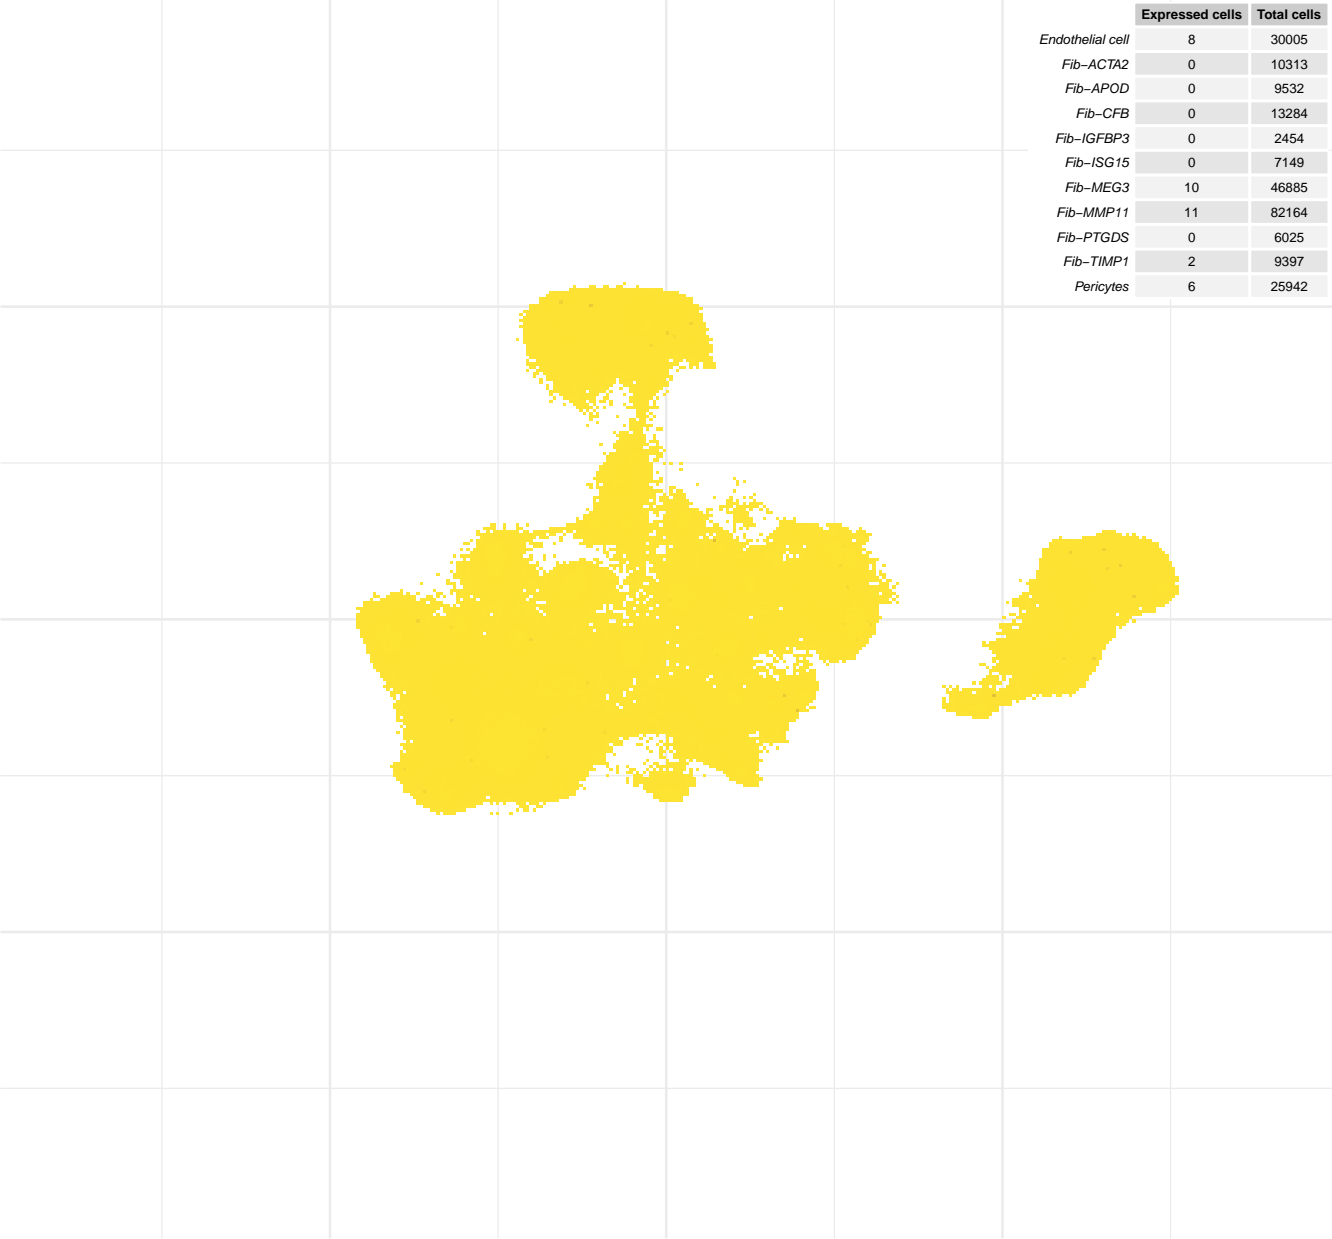 Expressed cells Total cells
Endothelial cell 8 30005
Fib−ACTA2 0 10313
Fib−APOD 0 9532
Fib−CFB 0 13284
Fib−IGFBP3 0 2454
Fib−ISG15 0 7149
Fib−MEG3 10 46885
Fib−MMP11 11 82164
Fib−PTGDS 0 6025
Fib−TIMP1 2 9397
Pericytes 6 25942